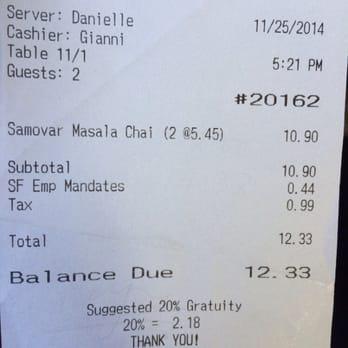 Server: Danielle
Cashier: Gianni 11/25/2014
Table 11/1
Guests: 2 5:21 PM
#20162
Samovar Masala Chai (2 @5.45) 10.90
Subtotal 10.90
SF Emp Mandates 0.44
Tax 0.99
Total 12.33
Balance Due 12.33
Suggested 20% Gratuity
20% = 2.18
THANK YOU!